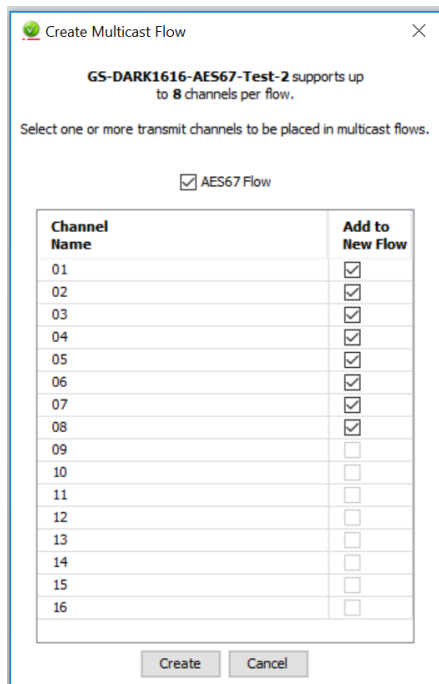 Create Multicast Flow
GS-DARK1616-AES67-Test-2 supports up
to 8 channels per flow.
Select one or more transmit channels to be placed in multicast flows.
AES67 Flow
Channel Name
Add to New Flow
01
02
03
04
05
06
07
08
09
10
11
12
13
14
15
16
Create Cancel